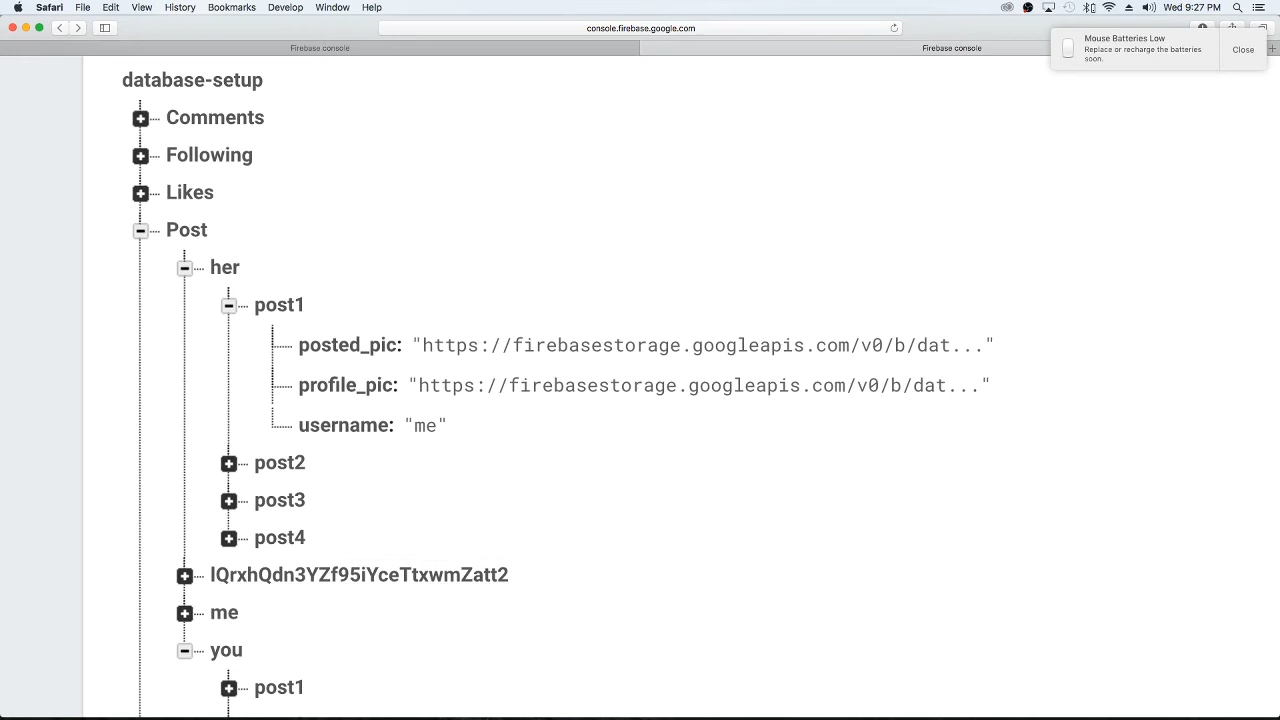 Safari File Edit View History Bookmarks Develop Window Help Wed 9:27 PM
console.firebase.google.com
Firebase console Firebase console
Mouse Batteries Low
Replace or recharge the batteries
soon.
Close
database-setup
Comments
Following
Likes
Post
her
post1
posted_pic: "https://firebasestorage.googleapis.com/v0/b/dat..."
profile_pic: "https://firebasestorage.googleapis.com/v0/b/dat..."
username: "me"
post2
post3
post4
lQrxhQdn3YZf95iYceTtxwmZatt2
me
you
post1